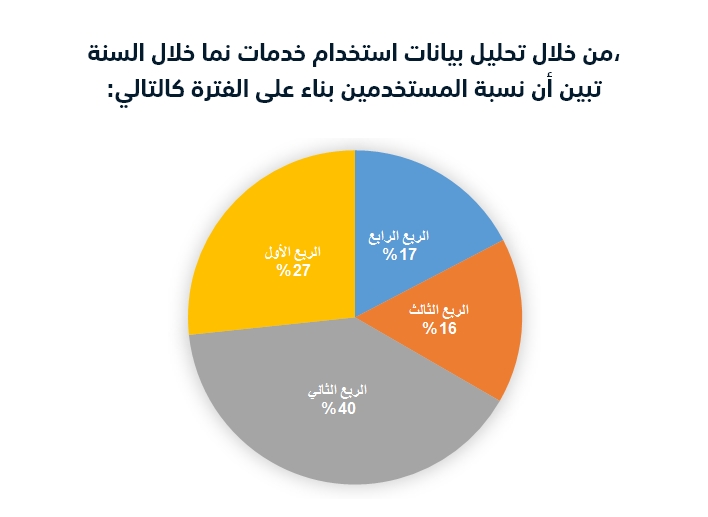 ،من خلال تحليل بيانات استخدام خدمات نما خلال السنة
تبين أن نسبة المستخدمين بناء على الفترة كالتالي:
الربع الرابع
%17
الربع الأول
%27
الربع الثالث
%16
الربع الثاني
%40